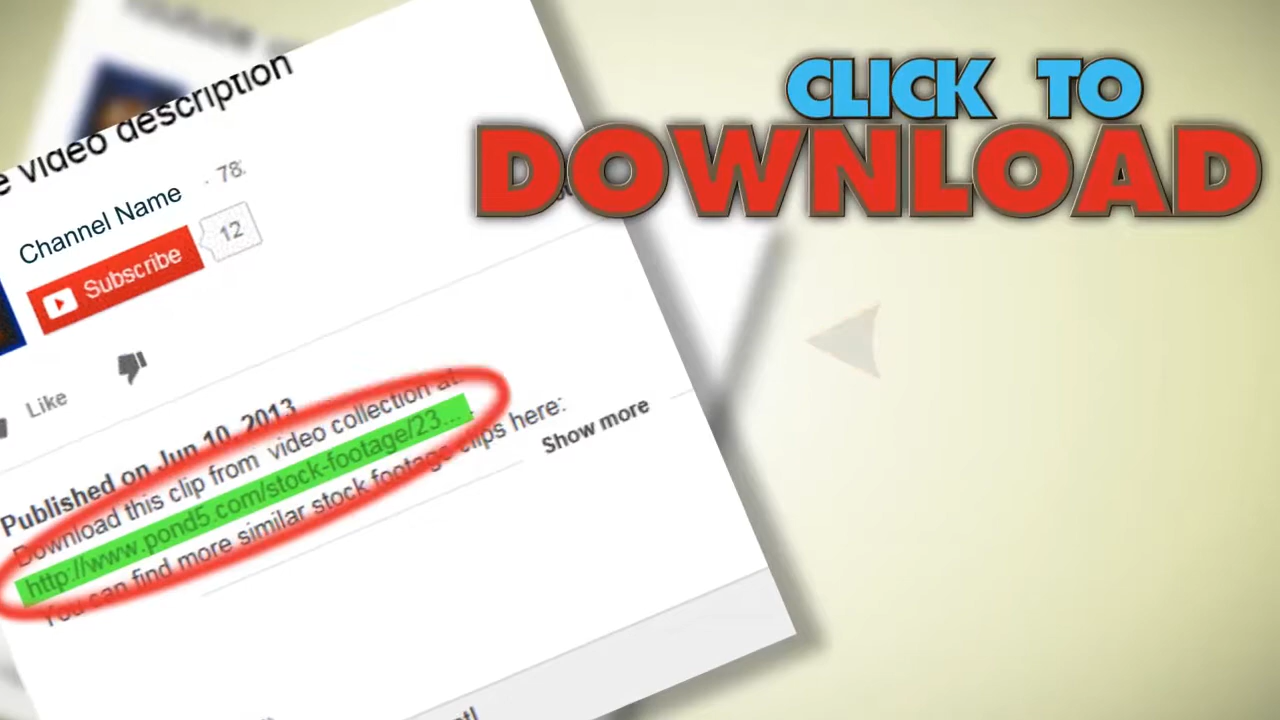 CLICK TO
DOWNLOAD
video description
Channel Name
Subscribe
12
Like
Published on Jun 10, 2013
Download this clip from video collection at
http://www.pond5.com/stock-footage/23...
You can find more similar stock footage clips here:
Show more